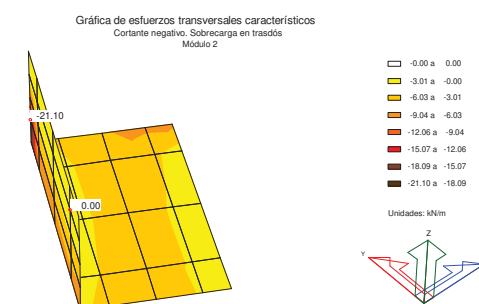 Gráfica de esfuerzos transversales característicos
Cortante negativo. Sobrecarga en trasdós
Módulo 2
-21.10
0.00
-0.00 a 0.00
-3.01 a -0.00
-6.03 a -3.01
-9.04 a -6.03
-12.06 a -9.04
-15.07 a -12.06
-18.09 a -15.07
-21.10 a -18.09
Unidades: kN/m
Z
Y